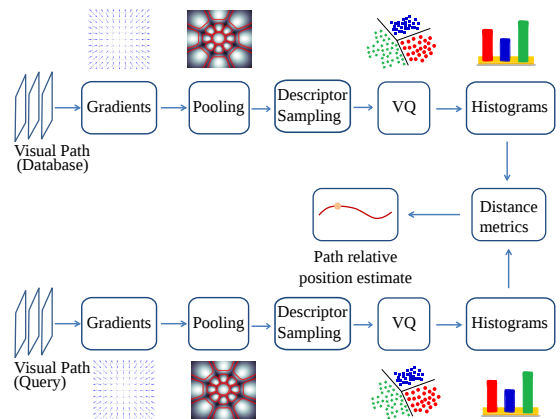 Gradients
Pooling
Descriptor
Sampling
VQ
Histograms
Visual Path
(Database)
Distance
metrics
Path relative
position estimate
Gradients
Pooling
Descriptor
Sampling
VQ
Histograms
Visual Path
(Query)